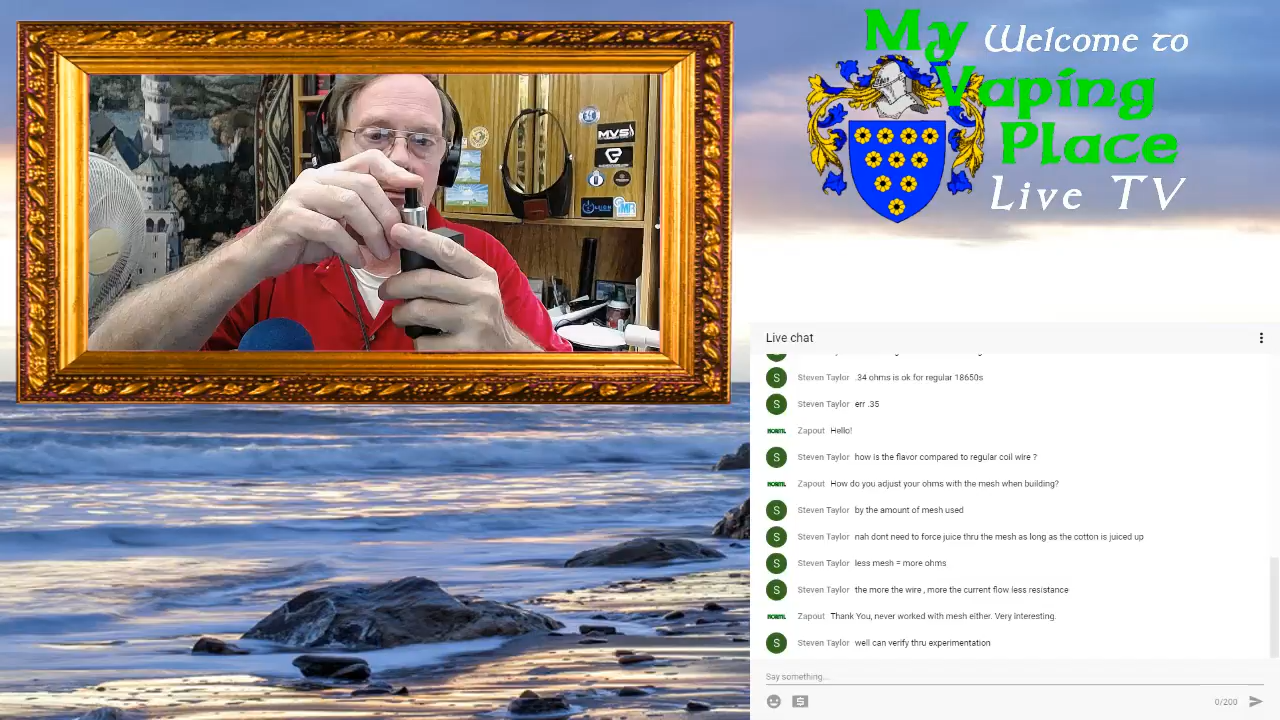 My
Welcome to
Vaping
Place
Live TV
MVS
Live chat
S Steven Taylor .34 ohms is ok for regular 18650s
S Steven Taylor err .35
Zapout Hello!
S Steven Taylor how is the flavor compared to regular coil wire ?
Zapout How do you adjust your ohms with the mesh when building?
S Steven Taylor by the amount of mesh used
S Steven Taylor nah dont need to force juice thru the mesh as long as the cotton is juiced up
S Steven Taylor less mesh = more ohms
S Steven Taylor the more the wire , more the current flow less resistance
Zapout Thank You, never worked with mesh either. Very interesting.
S Steven Taylor well can verify thru experimentation
Say something...
0/200